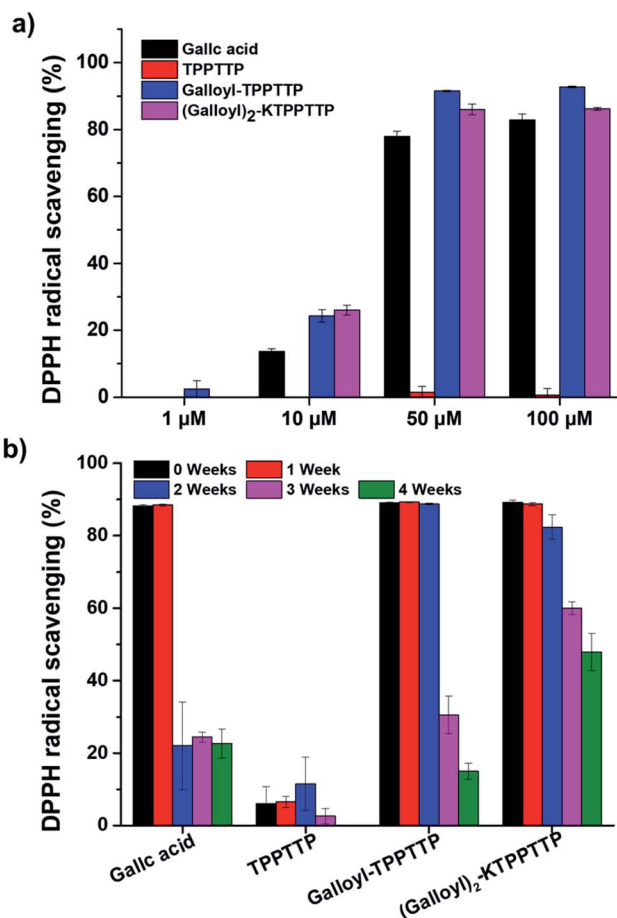 a)
DPPH radical scavenging (%)
100
80
60
40
20
0
Gallc acid
TPPTTP
Galloyl-TPPTTP
(Galloyl)2-KTPPTTP
1 µM 10 µM 50 µM 100 µM
b)
DPPH radical scavenging (%)
100
80
60
40
20
0
0 Weeks 1 Week
2 Weeks 3 Weeks 4 Weeks
Gallc acid TPPTTP Galloyl-TPPTTP (Galloyl)2-KTPPTTP